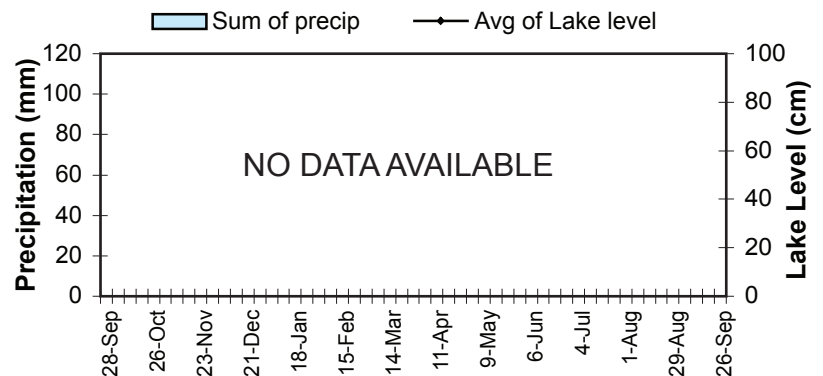 Sum of precip Avg of Lake level
Precipitation (mm)
120
100
80
60
40
20
0
NO DATA AVAILABLE
100
80
60
40
20
0
Lake Level (cm)
28-Sep
26-Oct
23-Nov
21-Dec
18-Jan
15-Feb
14-Mar
11-Apr
9-May
6-Jun
4-Jul
1-Aug
29-Aug
26-Sep